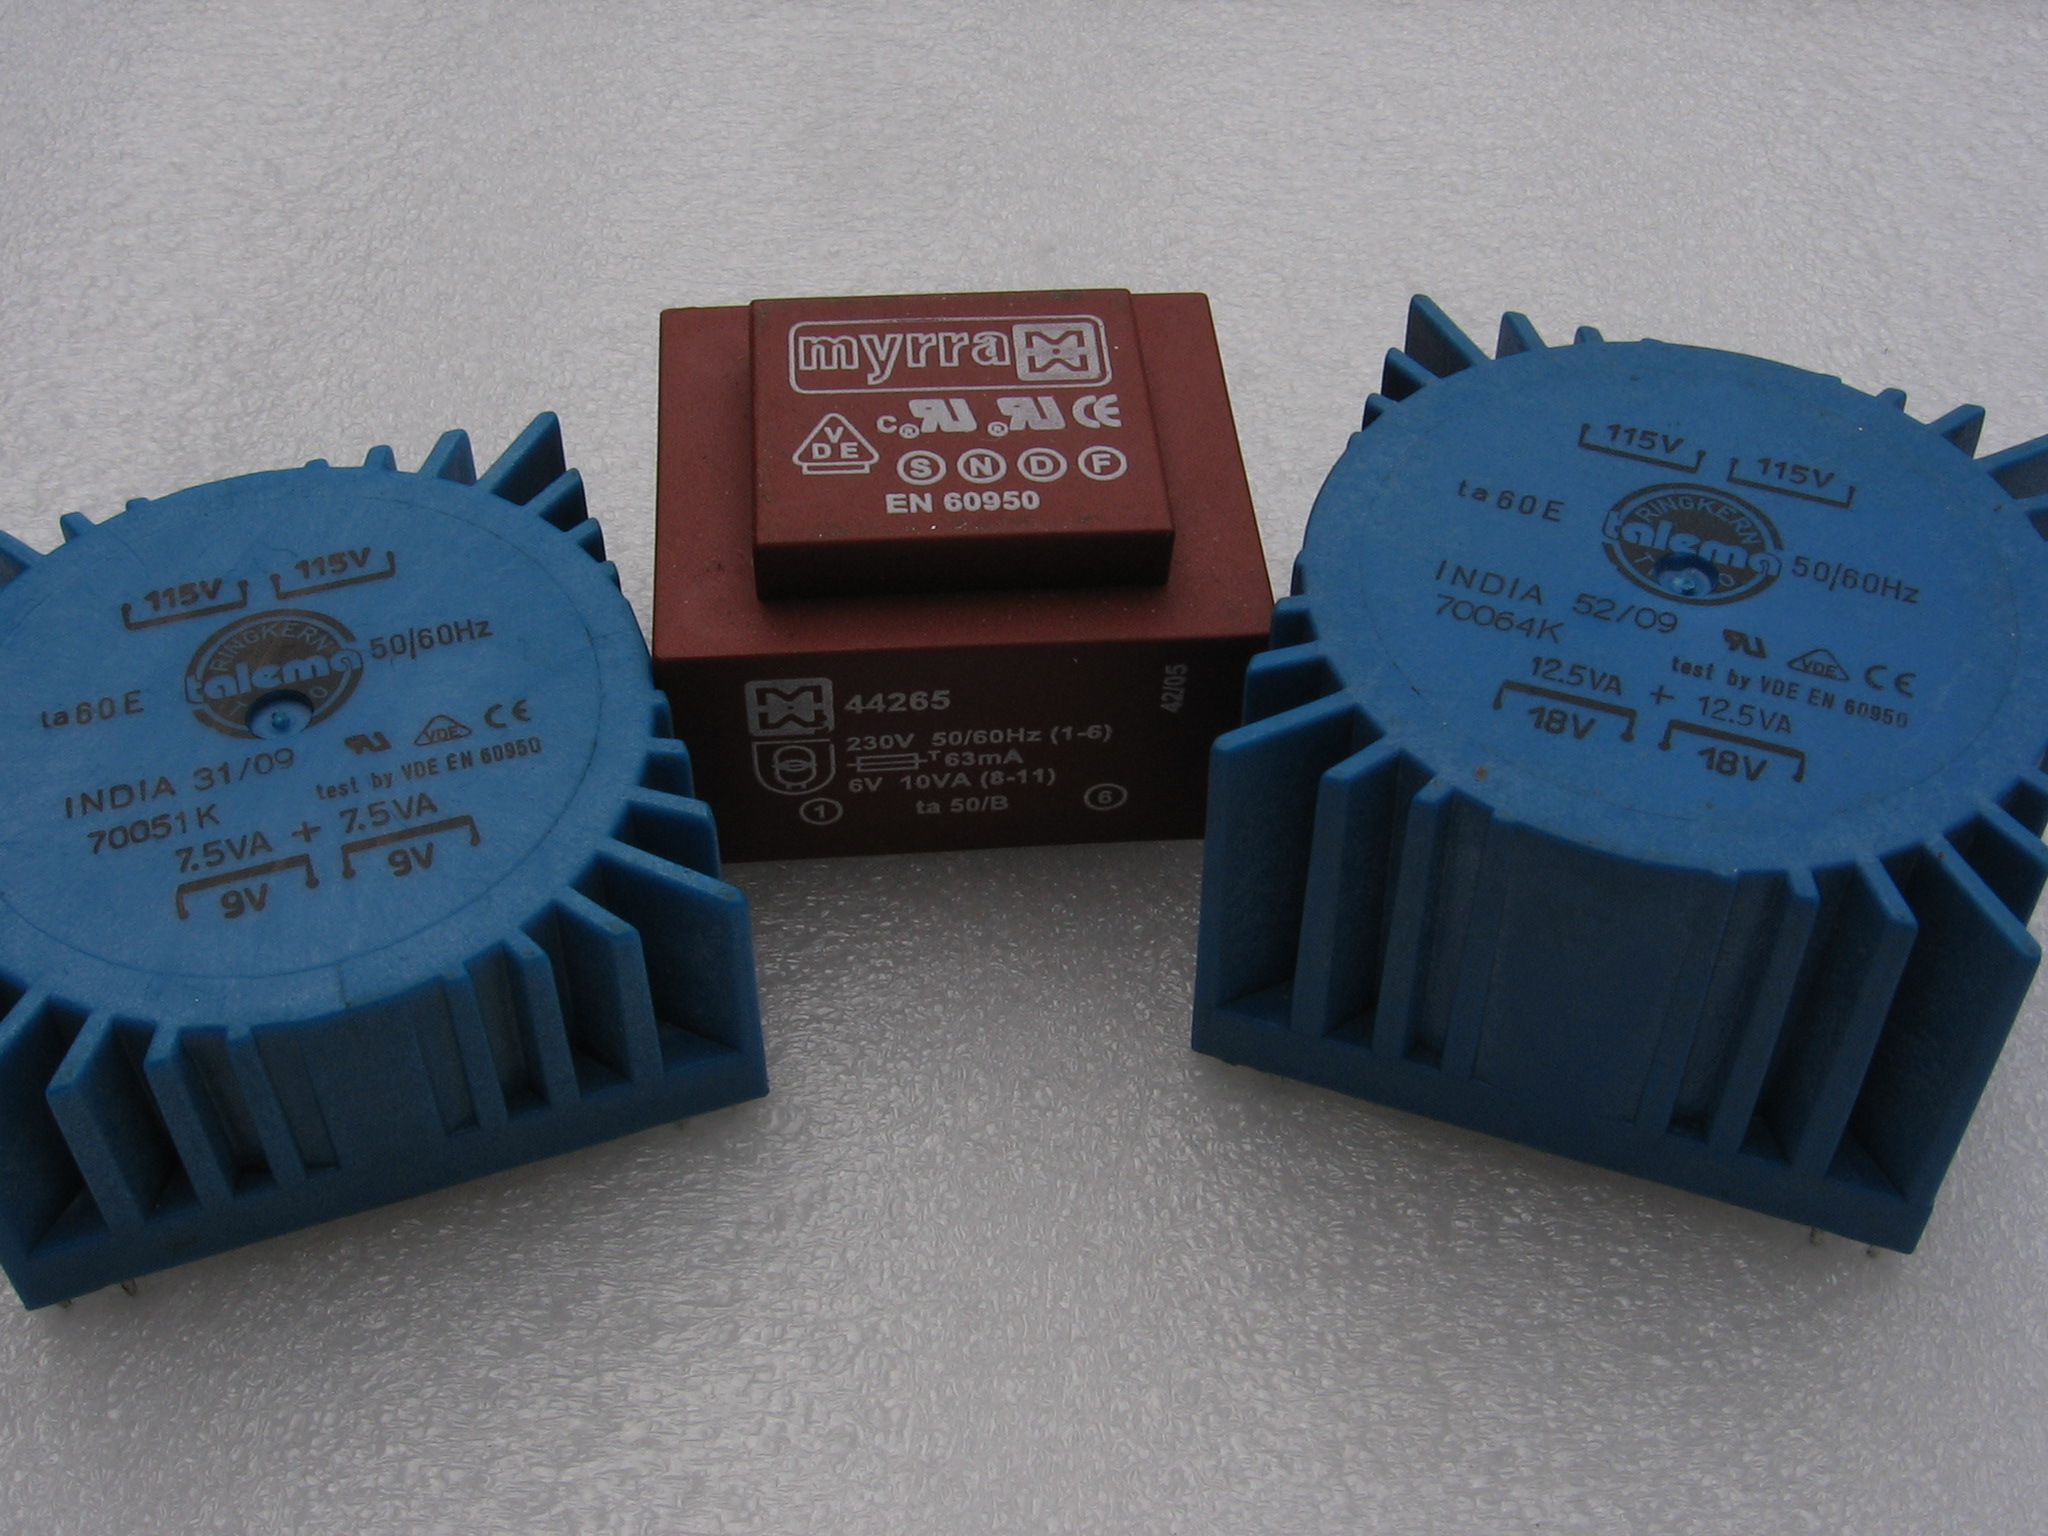 115V 115V
RINGKERN
talema
50/60Hz
ta60E
VDE CE
INDIA 31/09
test by VDE EN 60950
70051K
7.5VA + 7.5VA
9V 9V
myrra
VDE
c RU ® RU ® CE
S N D F
EN 60950
44265
42/05
230V 50/60Hz (1-6)
T 63mA
6V 10VA (8-11)
1 ta 50/B 6
115V 115V
ta60E
RINGKERN
talema
50/60Hz
INDIA 52/09
70064K
VDE CE
test by VDE EN 60950
12.5VA + 12.5VA
18V 18V